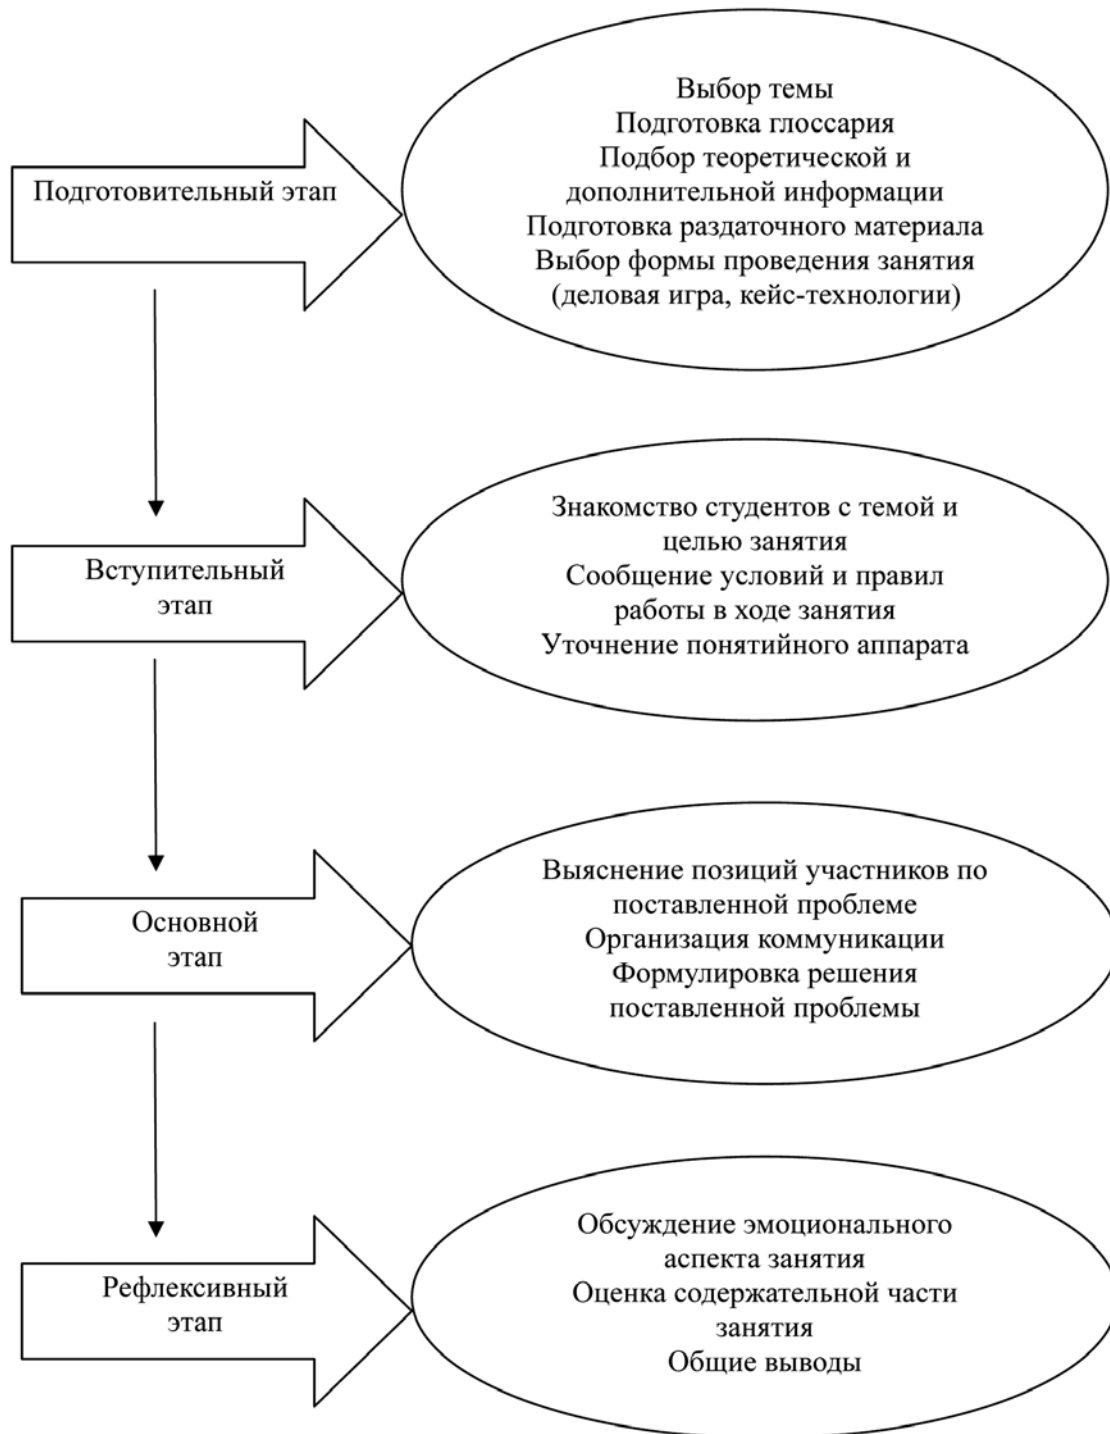 Подготовительный этап
Выбор темы
Подготовка глоссария
Подбор теоретической и
дополнительной информации
Подготовка раздаточного материала
Выбор формы проведения занятия
(деловая игра, кейс-технологии)
Вступительный
этап
Знакомство студентов с темой и
целью занятия
Сообщение условий и правил
работы в ходе занятия
Уточнение понятийного аппарата
Основной
этап
Выяснение позиций участников по
поставленной проблеме
Организация коммуникации
Формулировка решения
поставленной проблемы
Рефлексивный
этап
Обсуждение эмоционального
аспекта занятия
Оценка содержательной части
занятия
Общие выводы